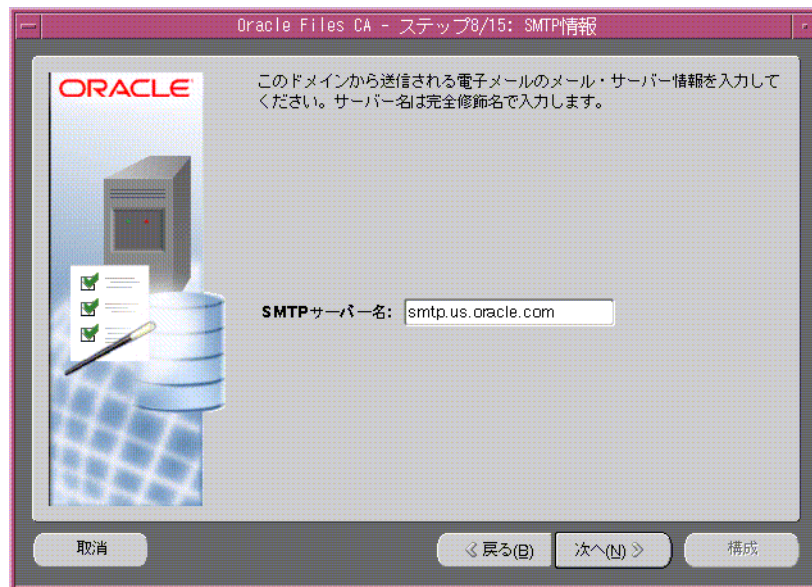 Oracle Files CA - ステップ8/15: SMTP情報
ORACLE
このドメインから送信される電子メールのメール・サーバー情報を入力して
ください。サーバー名は完全修飾名で入力します。
SMTPサーバー名: smtp.us.oracle.com
取消
戻る(B)
次へ(N)
構成